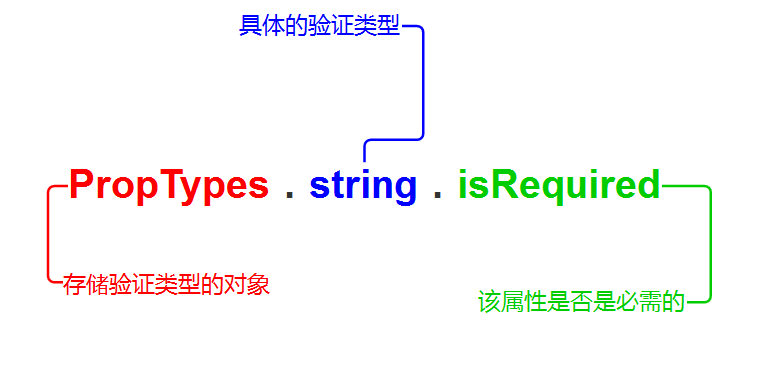 具体的验证类型
PropTypes . string . isRequired
存储验证类型的对象
该属性是否是必需的